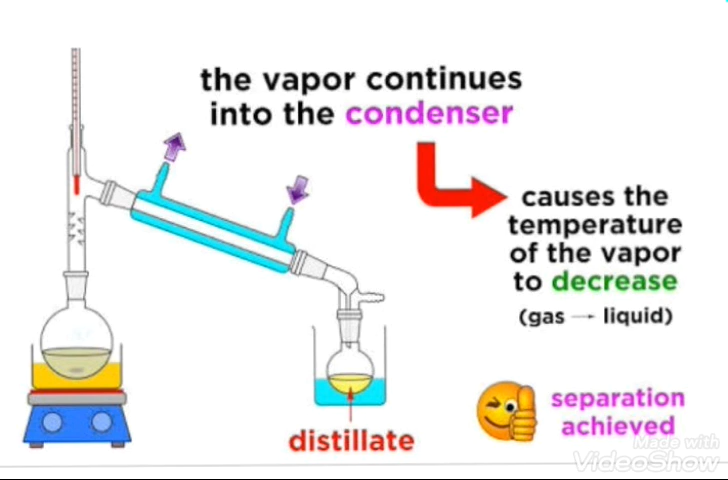 the vapor continues
into the condenser
causes the
temperature
of the vapor
to decrease
(gas → liquid)
separation
achieved
distillate
Made with
VideoShow